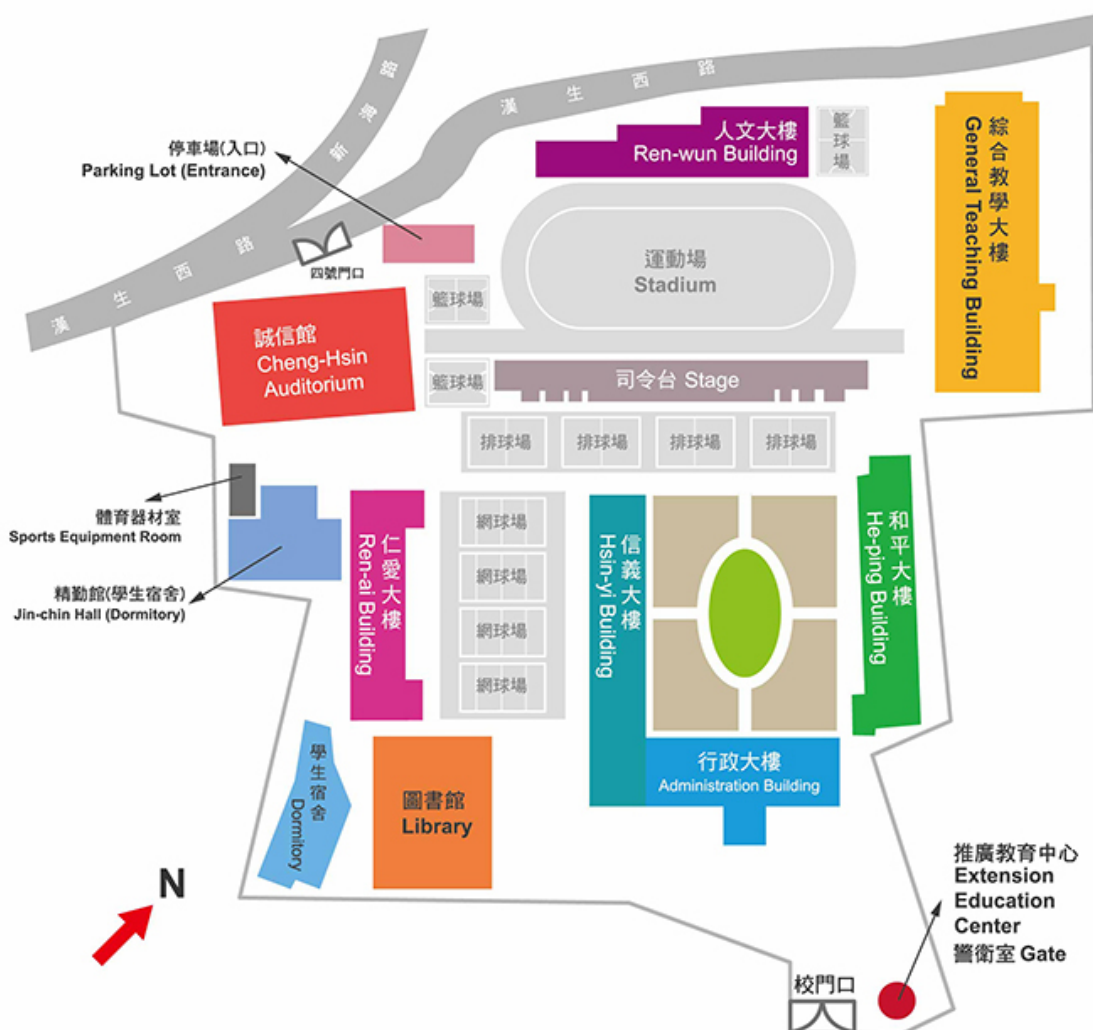 漢生西路
新海路
停車場(入口)
Parking Lot (Entrance)
人文大樓
Ren-wun Building
籃球場
綜合教學大樓
General Teaching Building
漢生西路
四號門口
運動場
Stadium
籃球場
誠信館
Cheng-Hsin
Auditorium
籃球場
司令台 Stage
排球場
排球場
排球場
排球場
體育器材室
Sports Equipment Room
精勤館(學生宿舍)
Jin-chin Hall (Dormitory)
仁愛大樓
Ren-ai Building
網球場
網球場
網球場
網球場
信義大樓
Hsin-yi Building
和平大樓
He-ping Building
學生宿舍
Dormitory
圖書館
Library
行政大樓
Administration Building
N
推廣教育中心
Extension
Education
Center
警衛室 Gate
校門口